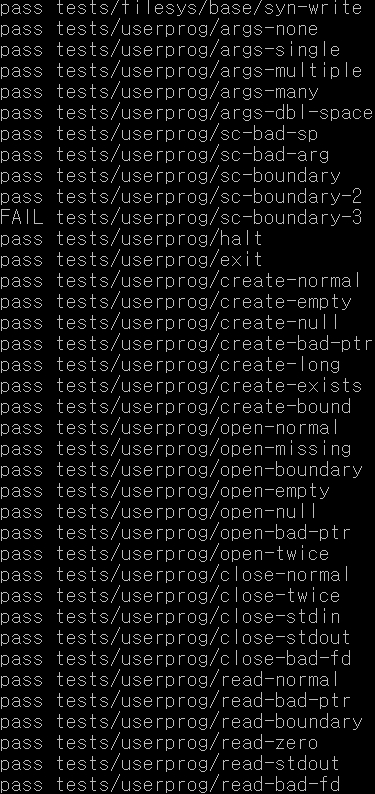 pass tests/filesys/base/syn-write
pass tests/userprog/args-none
pass tests/userprog/args-single
pass tests/userprog/args-multiple
pass tests/userprog/args-many
pass tests/userprog/args-dbl-space
pass tests/userprog/sc-bad-sp
pass tests/userprog/sc-bad-arg
pass tests/userprog/sc-boundary
pass tests/userprog/sc-boundary-2
FAIL tests/userprog/sc-boundary-3
pass tests/userprog/halt
pass tests/userprog/exit
pass tests/userprog/create-normal
pass tests/userprog/create-empty
pass tests/userprog/create-null
pass tests/userprog/create-bad-ptr
pass tests/userprog/create-long
pass tests/userprog/create-exists
pass tests/userprog/create-bound
pass tests/userprog/open-normal
pass tests/userprog/open-missing
pass tests/userprog/open-boundary
pass tests/userprog/open-empty
pass tests/userprog/open-null
pass tests/userprog/open-bad-ptr
pass tests/userprog/open-twice
pass tests/userprog/close-normal
pass tests/userprog/close-twice
pass tests/userprog/close-stdin
pass tests/userprog/close-stdout
pass tests/userprog/close-bad-fd
pass tests/userprog/read-normal
pass tests/userprog/read-bad-ptr
pass tests/userprog/read-boundary
pass tests/userprog/read-zero
pass tests/userprog/read-stdout
pass tests/userprog/read-bad-fd